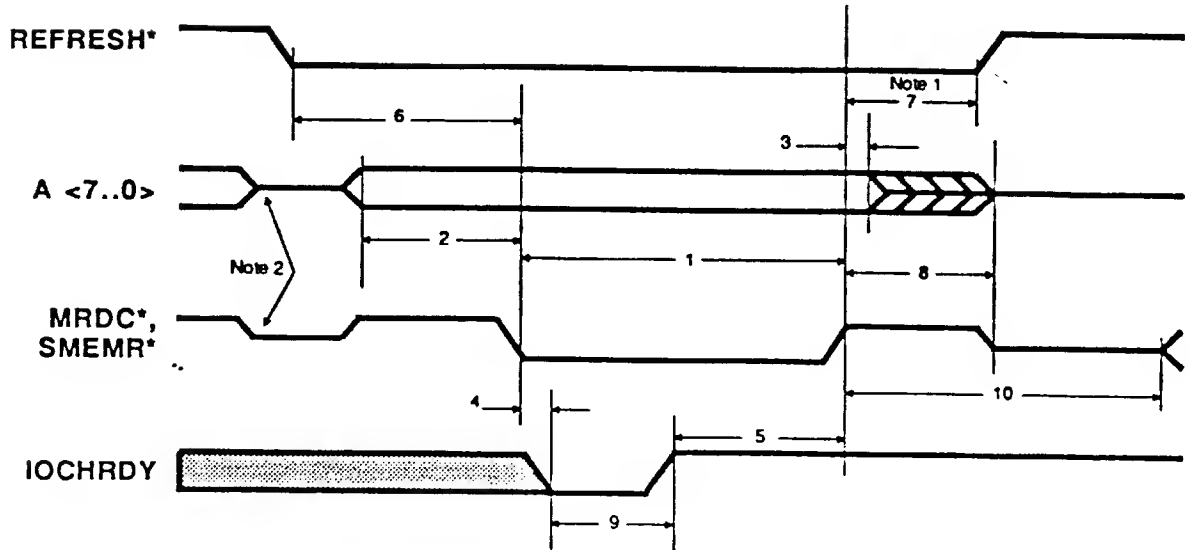 REFRESH*
Note 1
7
6
3
A <7..0>
2
Note 2
1
8
MRDC*,
SMEMR*
10
4
5
IOCHRDY
9